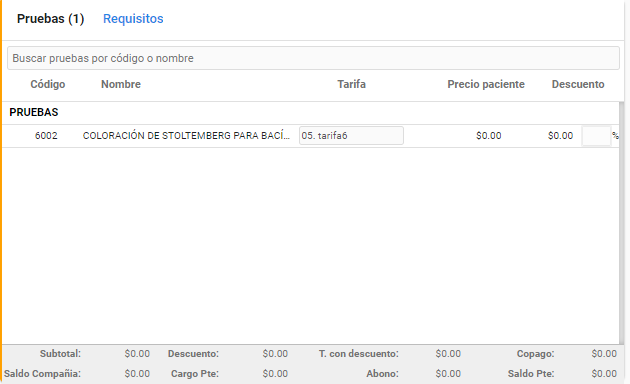 Pruebas (1) Requisitos
Buscar pruebas por código o nombre
Código Nombre Tarifa Precio paciente Descuento
PRUEBAS
6002 COLORACIÓN DE STOLTEMBERG PARA BACÍ... 05. tarifa6 $0.00 $0.00 %
Subtotal: $0.00 Descuento: $0.00 T. con descuento: $0.00 Copago: $0.00
Saldo Compañia: $0.00 Cargo Pte: $0.00 Abono: $0.00 Saldo Pte: $0.00